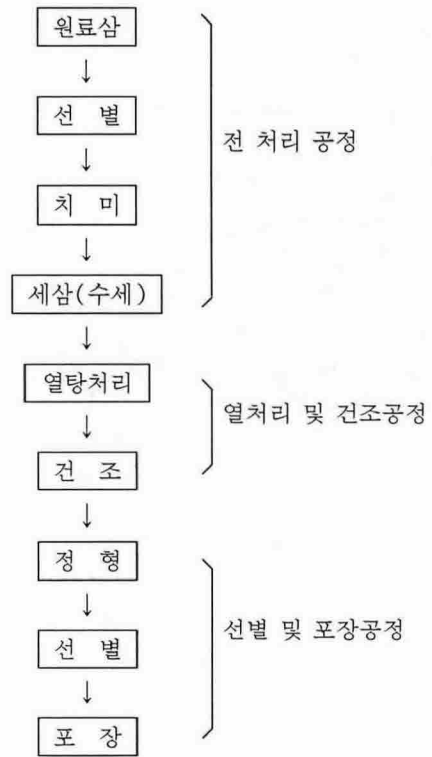 원료삼
↓
선 별
↓
치 미
↓
세삼(수세)
전 처리 공정
↓
열탕처리
↓
건 조
열처리 및 건조공정
↓
정 형
↓
선 별
↓
포 장
선별 및 포장공정